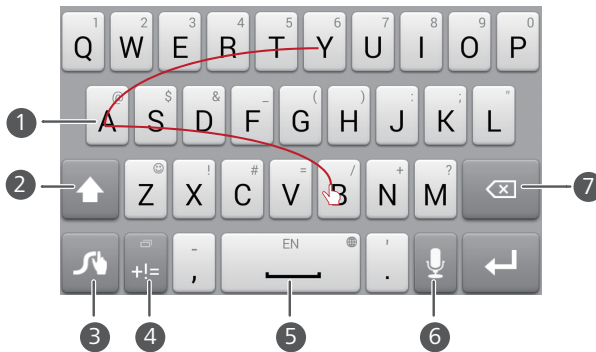 1 2 3 4 5 6 7 8 9 0
Q W E R T Y U I O P
@ $ & _ ( ) : ; "
A S D F G H J K L
1
! # = / + ?
Z X C V B N M
2 7
- EN '
+!= , .
3 4 5 6